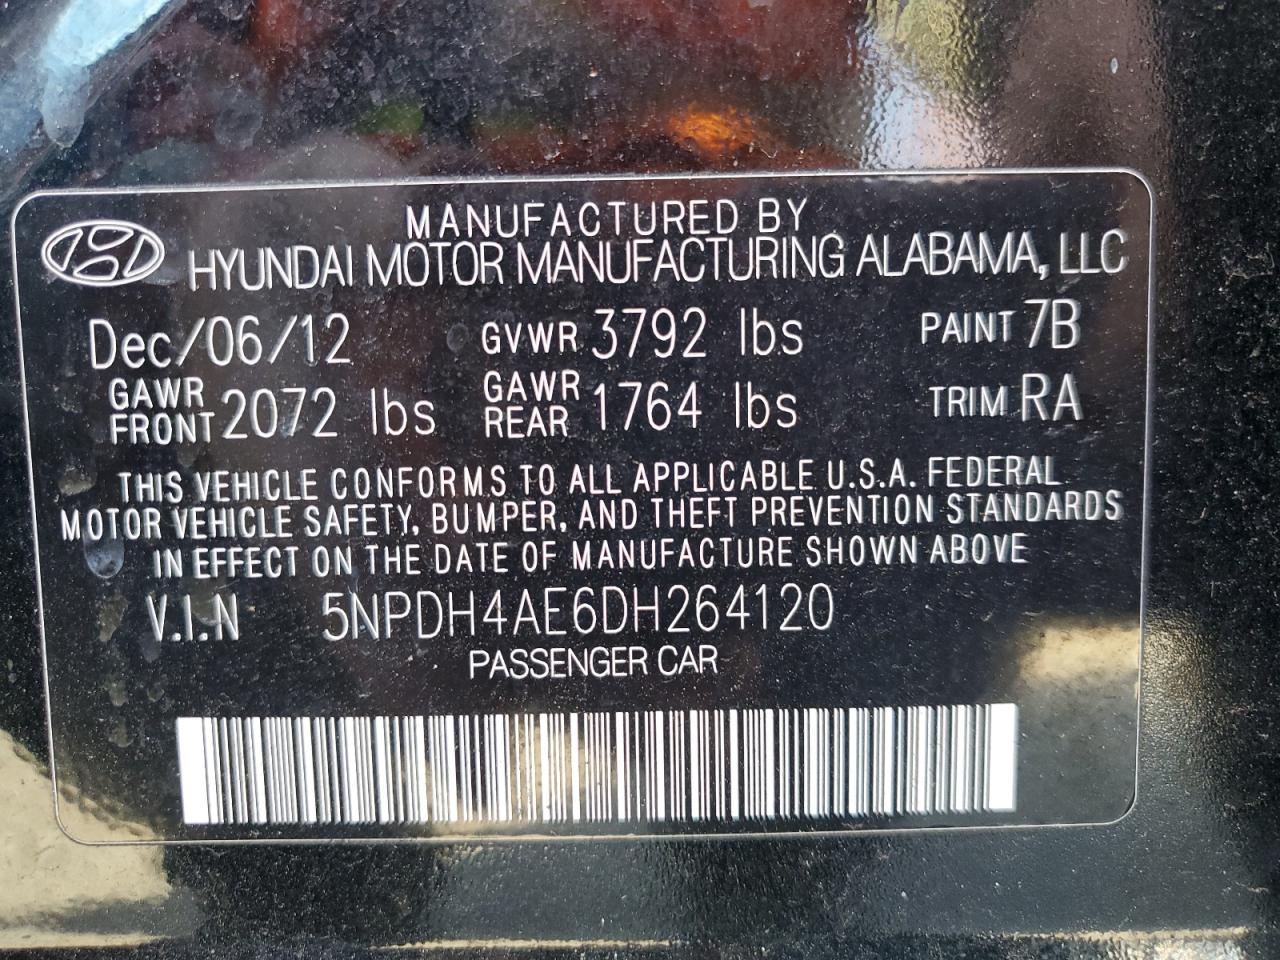 MANUFACTURED BY
HYUNDAI MOTOR MANUFACTURING ALABAMA, LLC
Dec/06/12 GVWR 3792 lbs PAINT 7B
GAWR FRONT 2072 lbs GAWR REAR 1764 lbs TRIM RA
THIS VEHICLE CONFORMS TO ALL APPLICABLE U.S.A. FEDERAL
MOTOR VEHICLE SAFETY, BUMPER, AND THEFT PREVENTION STANDARDS
IN EFFECT ON THE DATE OF MANUFACTURE SHOWN ABOVE
V.I.N 5NPDH4AE6DH264120
PASSENGER CAR